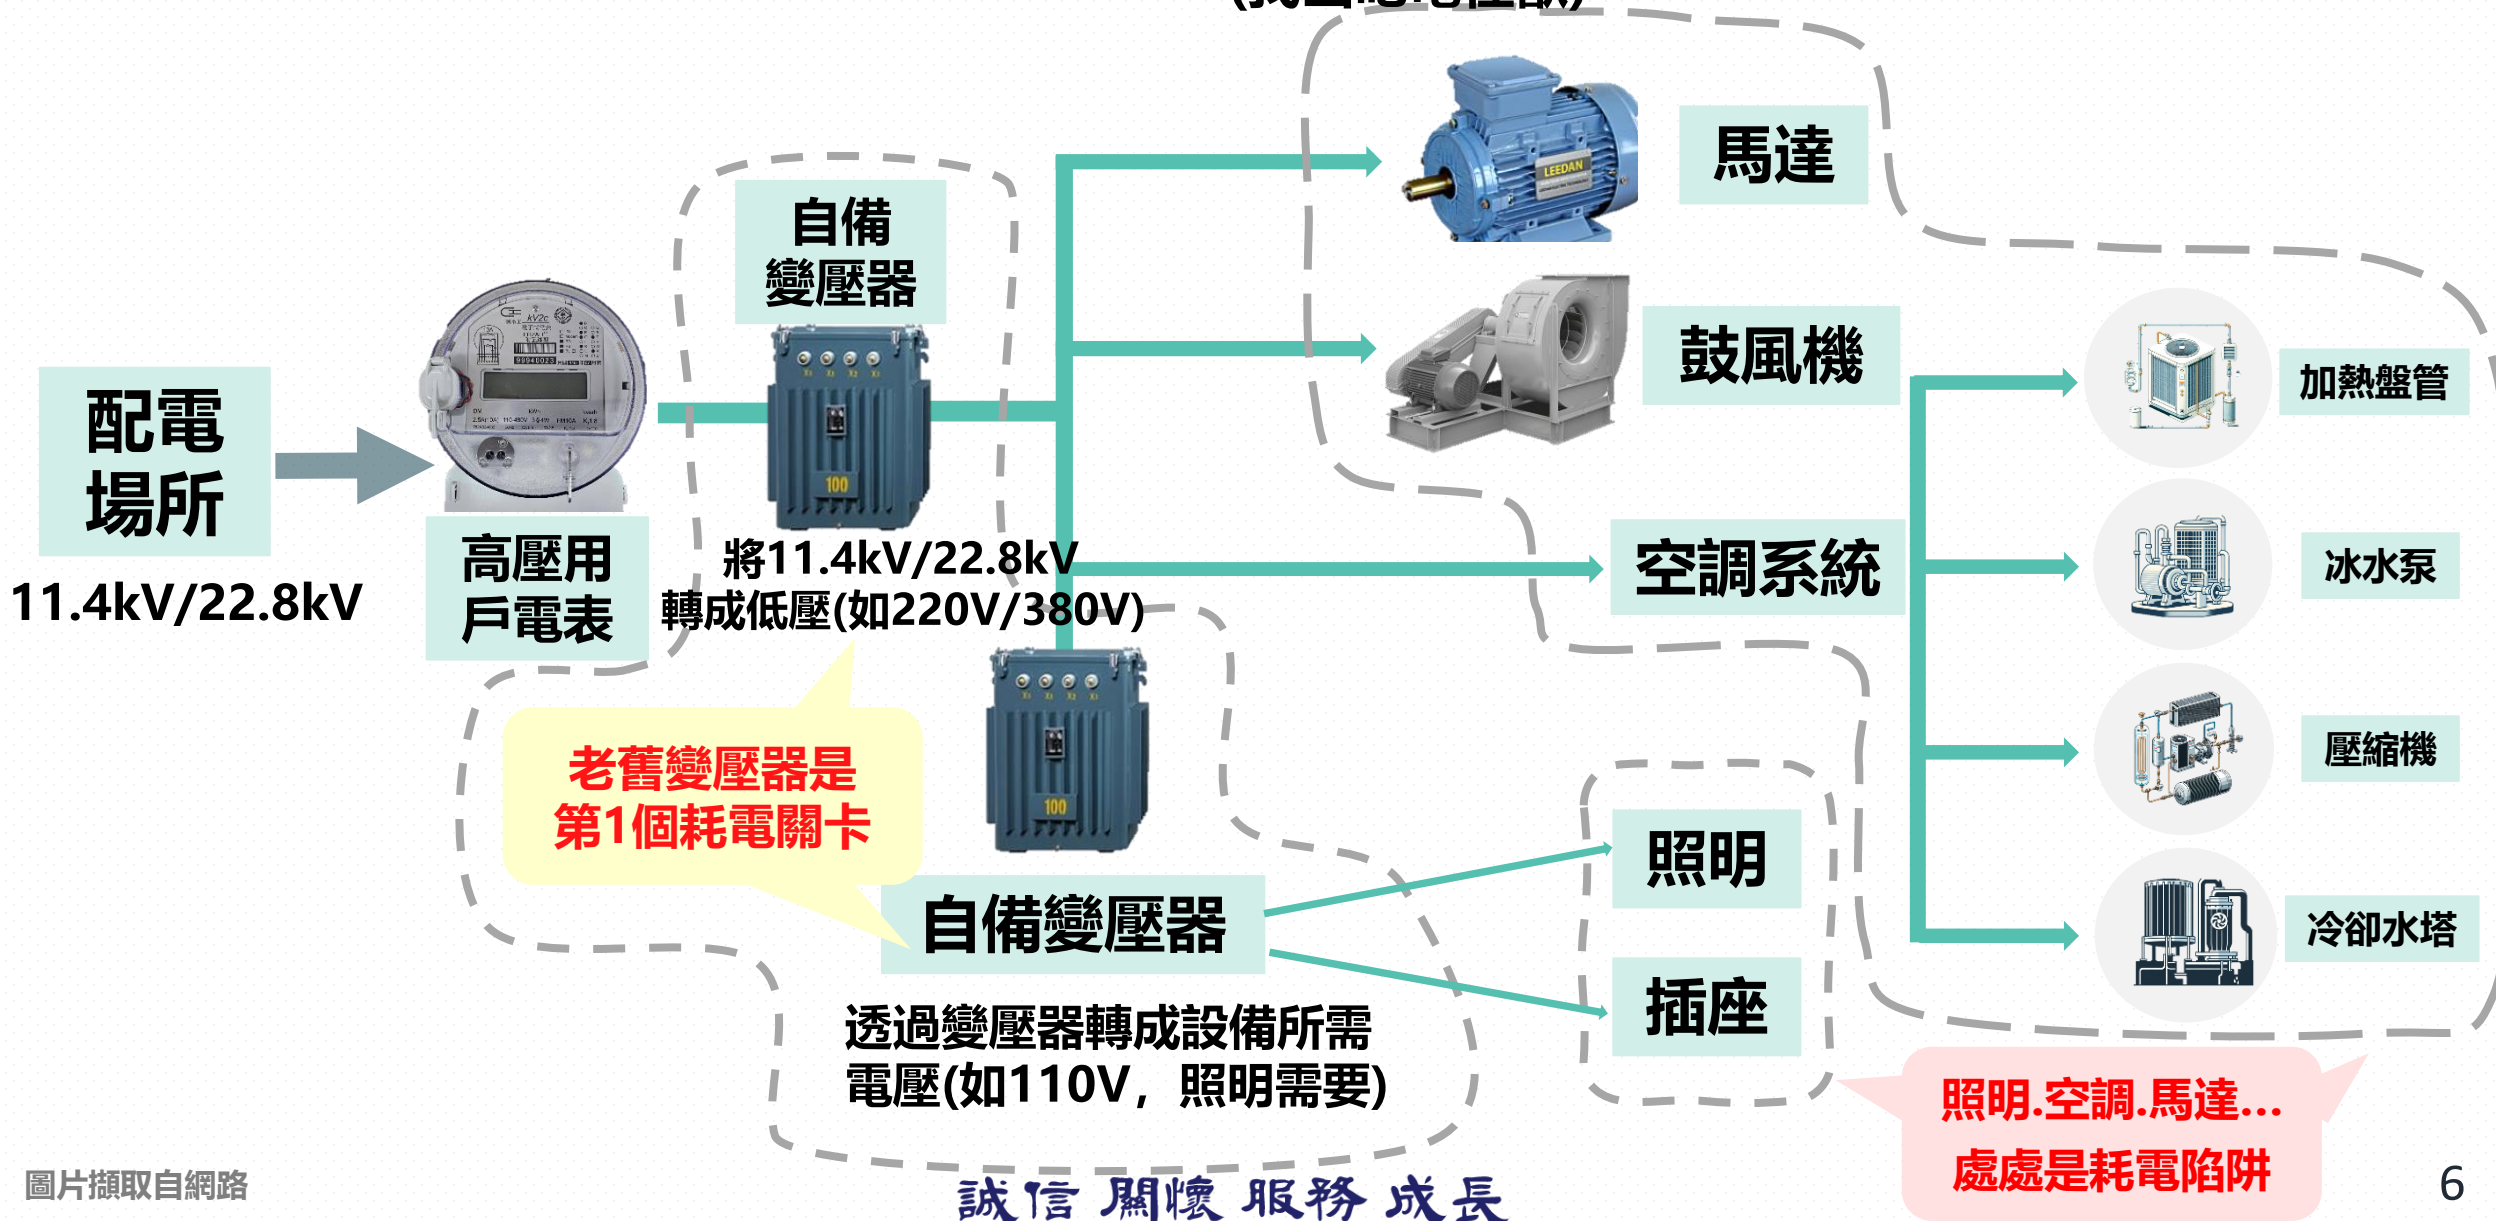 自備
變壓器
馬達
鼓風機
LEEDAN
kV2c
99940023
100
配電
場所
11.4kV/22.8kV
高壓用
戶電表
將11.4kV/22.8kV
轉成低壓(如220V/380V)
空調系統
加熱盤管
冰水泵
壓縮機
冷卻水塔
老舊變壓器是
第1個耗電關卡
100
自備變壓器
透過變壓器轉成設備所需
電壓(如110V，照明需要)
照明
插座
照明.空調.馬達...
處處是耗電陷阱
圖片擷取自網路
誠信 關懷 服務 成長
6